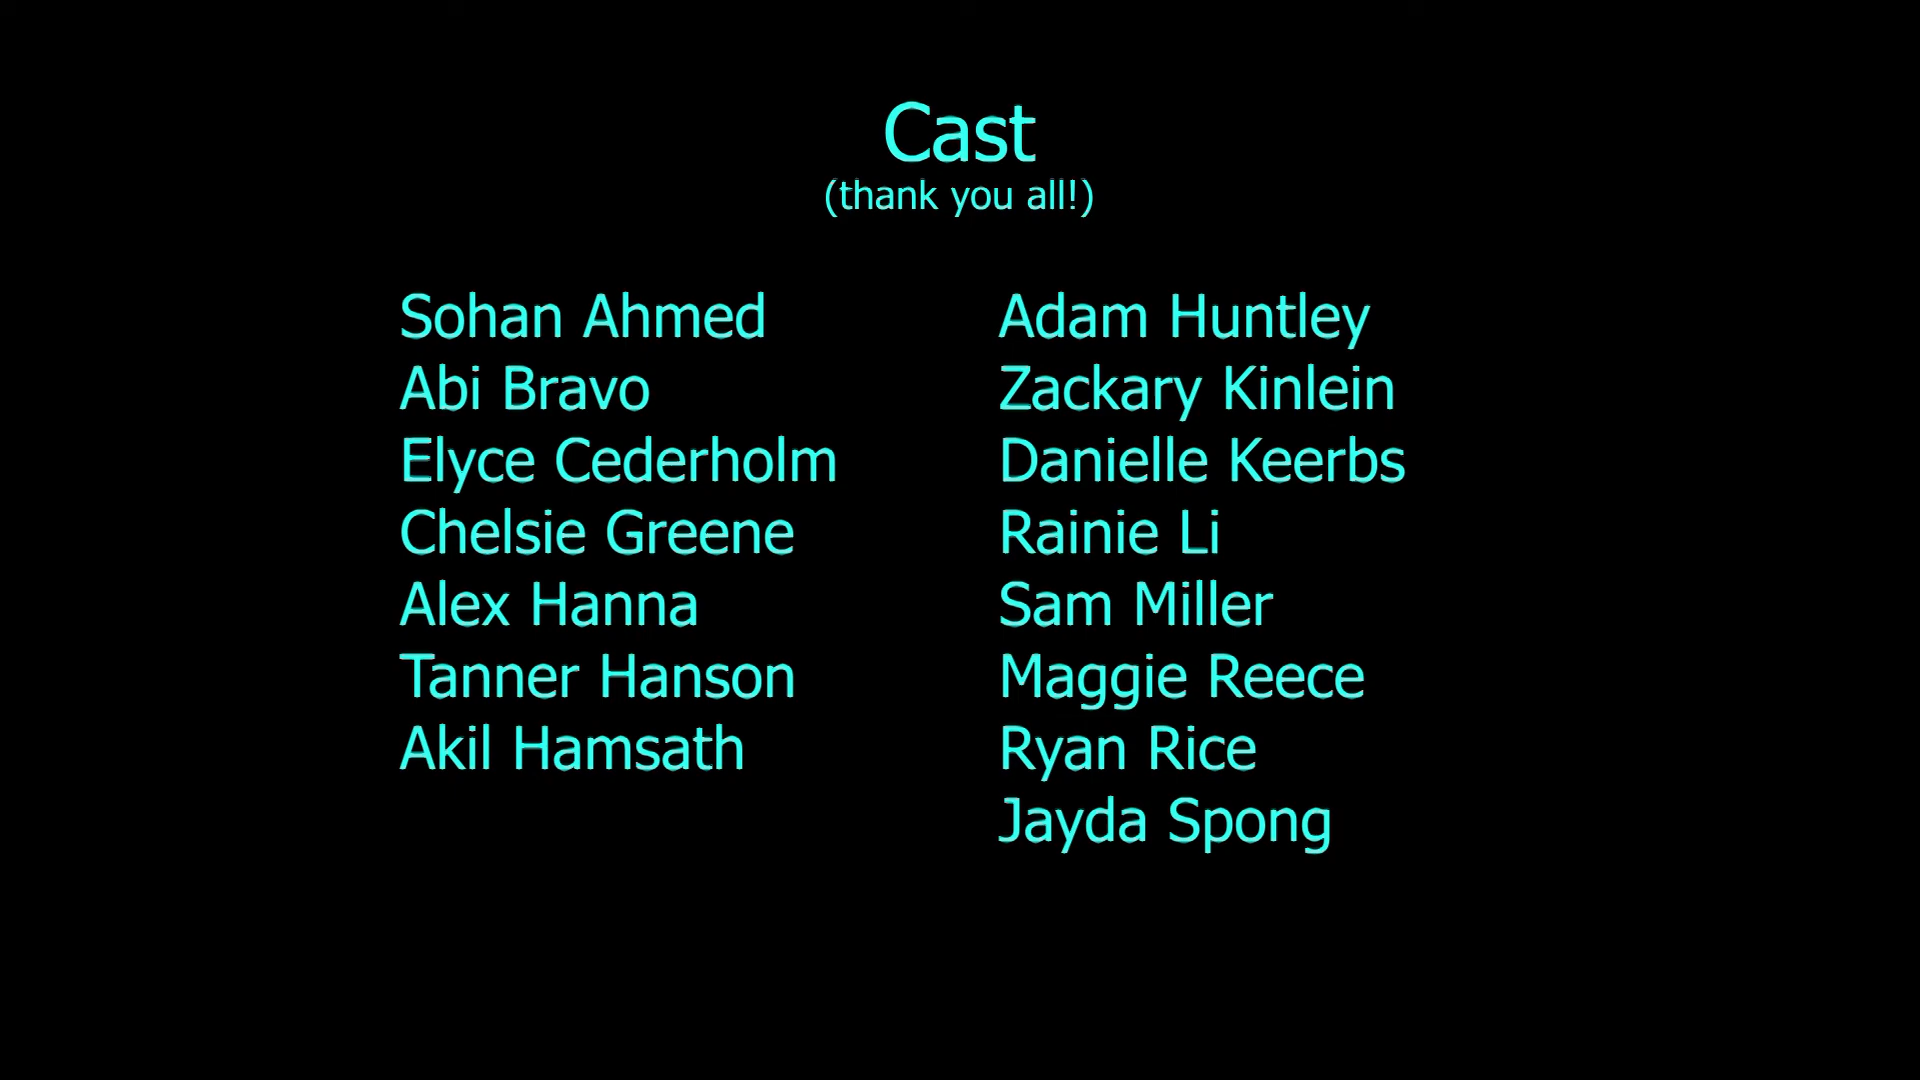 Cast
(thank you all!)
Sohan Ahmed
Abi Bravo
Elyce Cederholm
Chelsie Greene
Alex Hanna
Tanner Hanson
Akil Hamsath
Adam Huntley
Zackary Kinlein
Danielle Keerbs
Rainie Li
Sam Miller
Maggie Reece
Ryan Rice
Jayda Spong